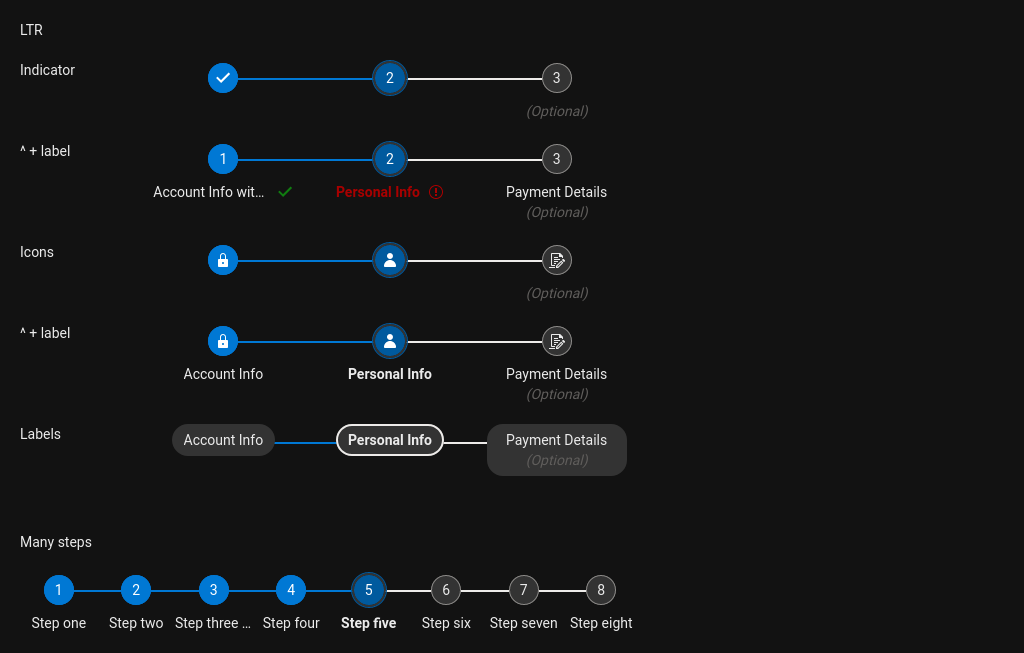 LTR
Indicator
2 3
(Optional)
^ + label
1 2 3
Account Info wit... Personal Info Payment Details
(Optional)
Icons
(Optional)
^ + label
Account Info Personal Info Payment Details
(Optional)
Labels
Account Info Personal Info Payment Details
(Optional)
Many steps
1 2 3 4 5 6 7 8
Step one Step two Step three ... Step four Step five Step six Step seven Step eight